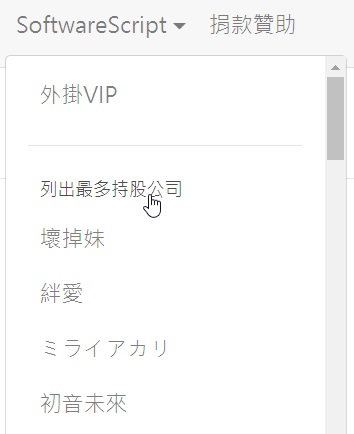 SoftwareScript 捐款贊助
外掛VIP
列出最多持股公司
壞掉妹
絆愛
ミライアカリ
初音未來